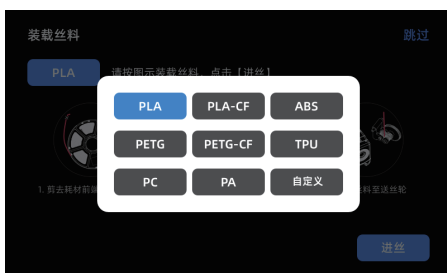 装载丝料
跳过
PLA
请按图示装载丝料，点击【进丝】
PLA
PLA-CF
ABS
PETG
PETG-CF
TPU
PC
PA
自定义
1. 剪去耗材前端
料至送丝轮
进丝